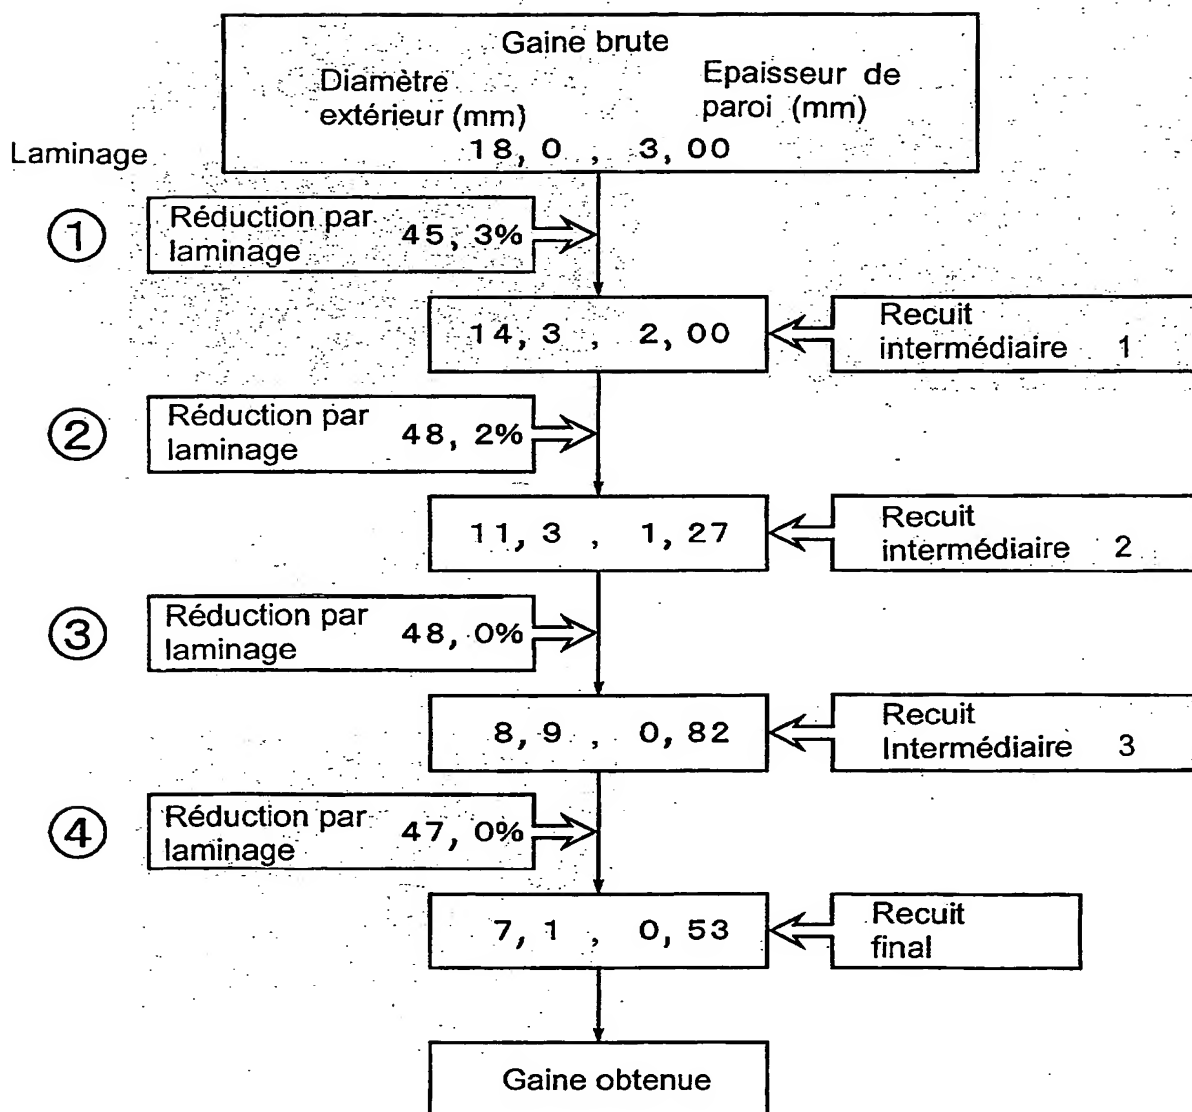 Gaine brute
Diamètre
extérieur (mm)
Epaisseur de
paroi (mm)
18, 0 , 3, 00
Laminage
①
Réduction par
laminage
45, 3%
14, 3 , 2, 00
Recuit
intermédiaire 1
②
Réduction par
laminage
48, 2%
11, 3 , 1, 27
Recuit
intermédiaire 2
③
Réduction par
laminage
48, 0%
8, 9 , 0, 82
Recuit
Intermédiaire 3
④
Réduction par
laminage
47, 0%
7, 1 , 0, 53
Recuit
final
Gaine obtenue